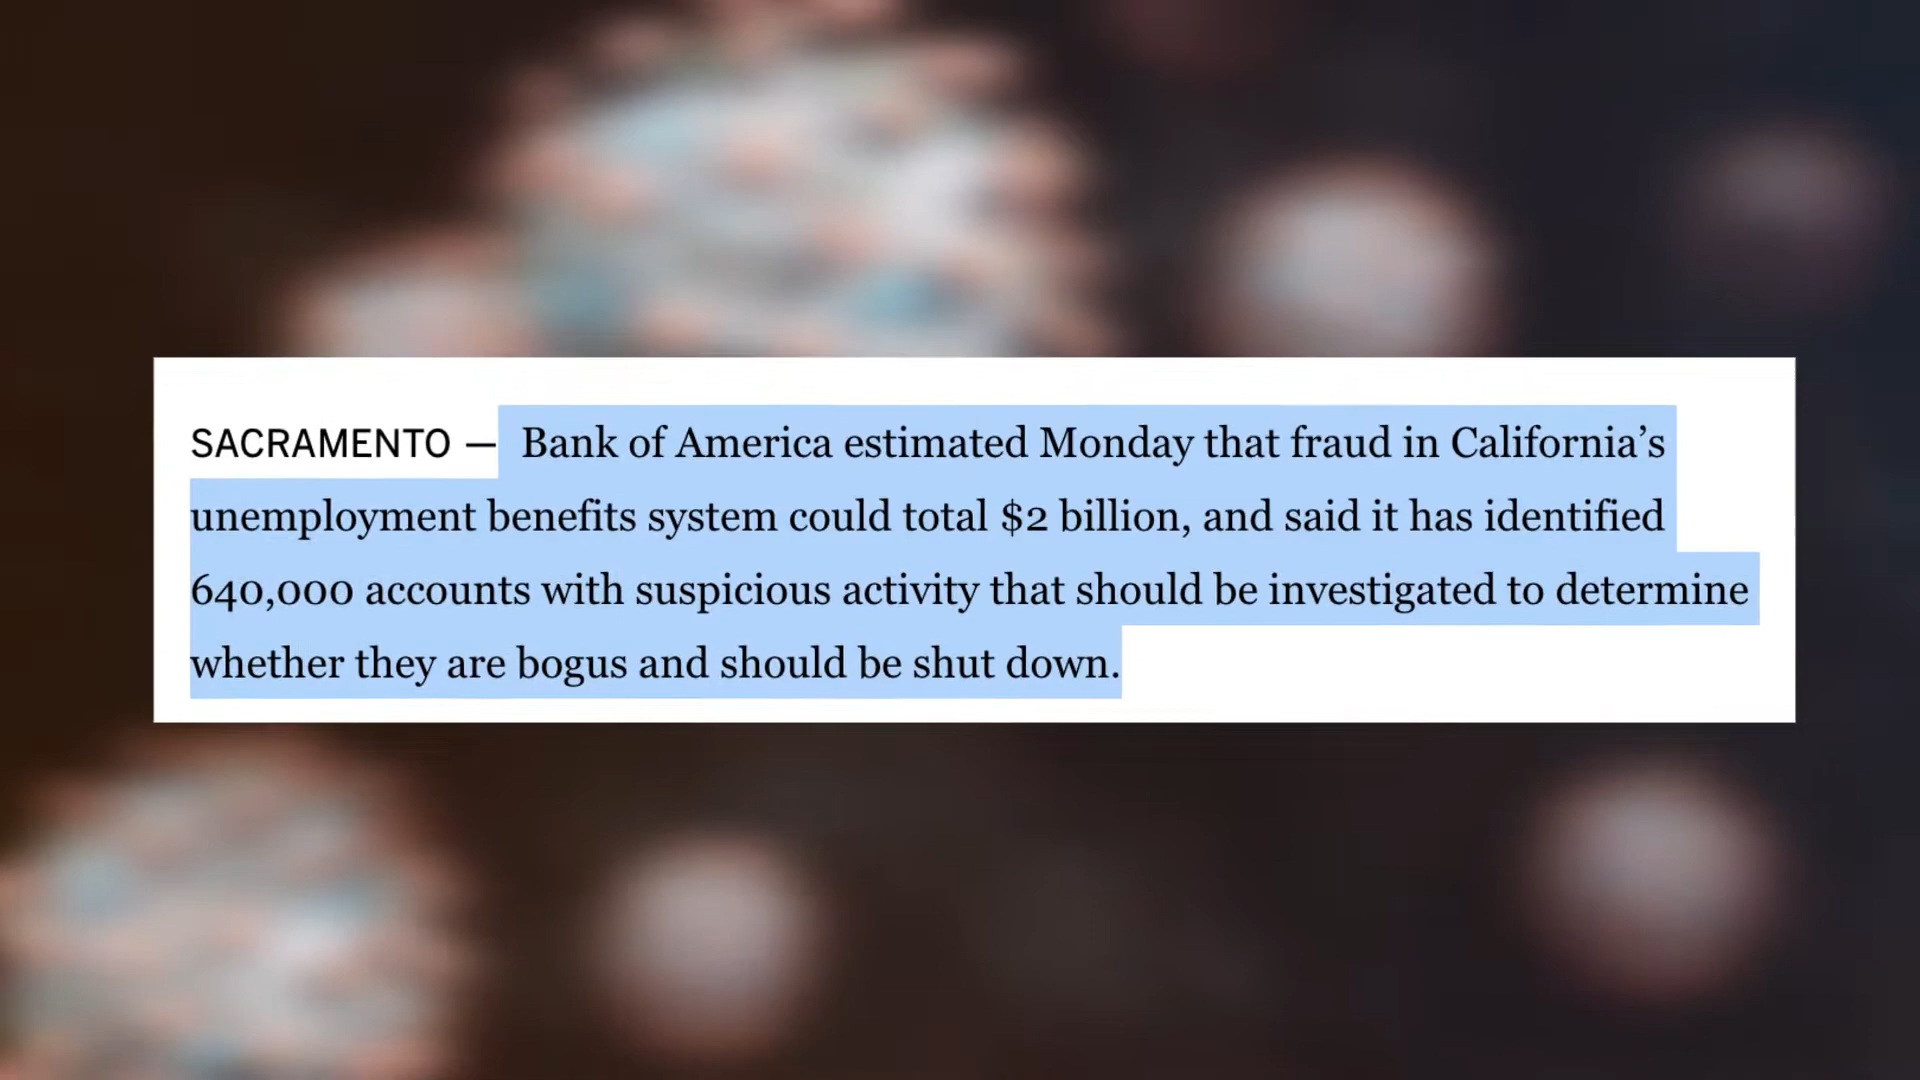 SACRAMENTO — Bank of America estimated Monday that fraud in California’s
unemployment benefits system could total $2 billion, and said it has identified
640,000 accounts with suspicious activity that should be investigated to determine
whether they are bogus and should be shut down.